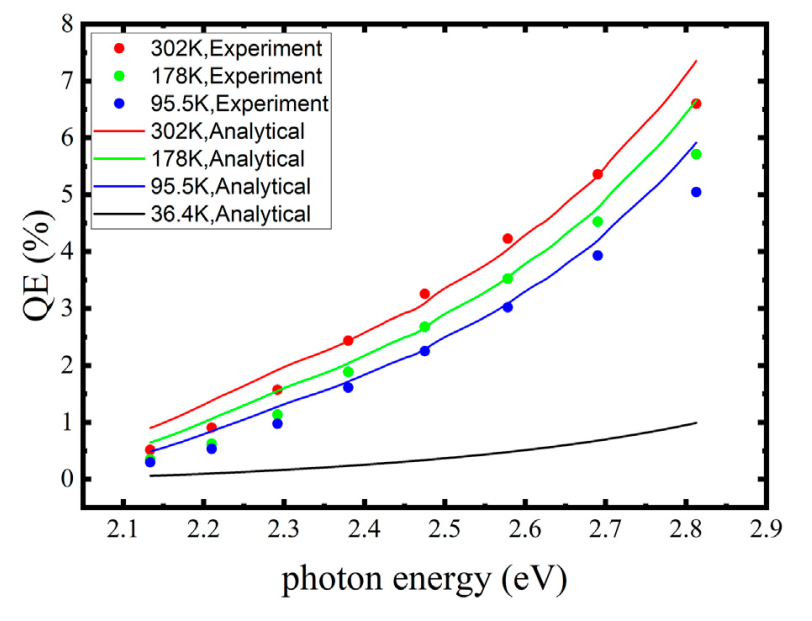 8
7
6
5
4
3
2
1
0
QE (%)
302K,Experiment
178K,Experiment
95.5K,Experiment
302K,Analytical
178K,Analytical
95.5K,Analytical
36.4K,Analytical
2.1 2.2 2.3 2.4 2.5 2.6 2.7 2.8 2.9
photon energy (eV)